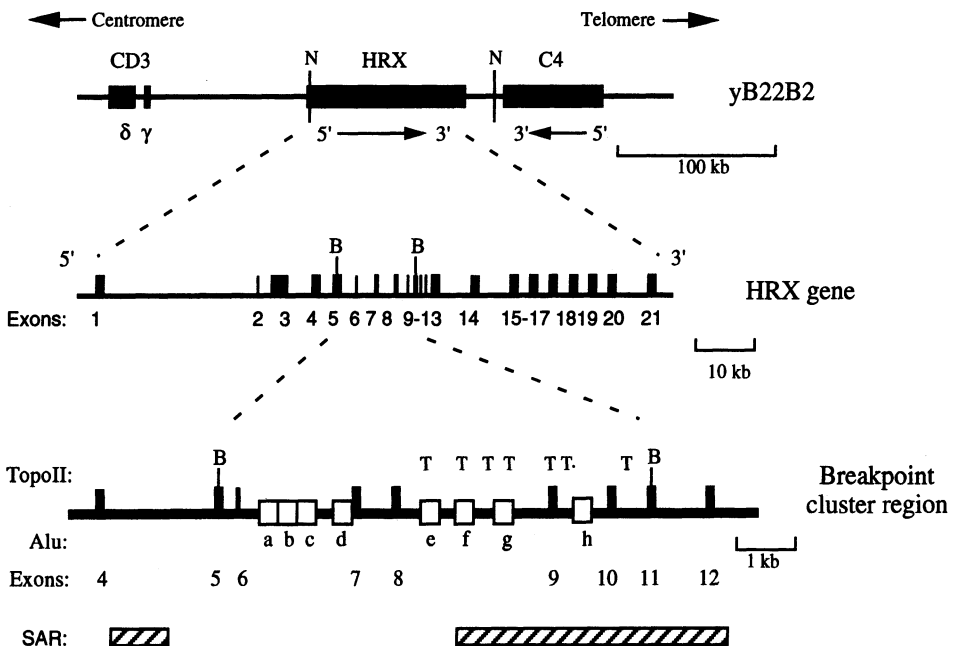 Centromere Telomere
CD3 N HRX N C4
yB22B2
δ γ 5' 3' 3' 5'
100 kb
5' B B 3'
HRX gene
Exons: 1 2 3 4 5 6 7 8 9-13 14 15-17 18 19 20 21
10 kb
TopoII: B T T T T T T. T B
Breakpoint
cluster region
Alu: a b c d e f g h
1 kb
Exons: 4 5 6 7 8 9 10 11 12
SAR: